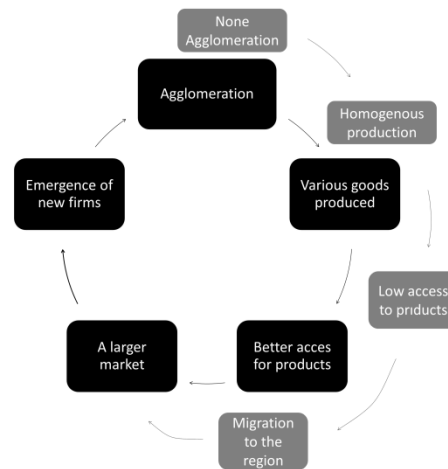 None
Agglomeration
Agglomeration
Homogenous
production
Emergence of
new firms
Various goods
produced
Low access
to prıducts
A larger
market
Better acces
for products
Migration
to the
region